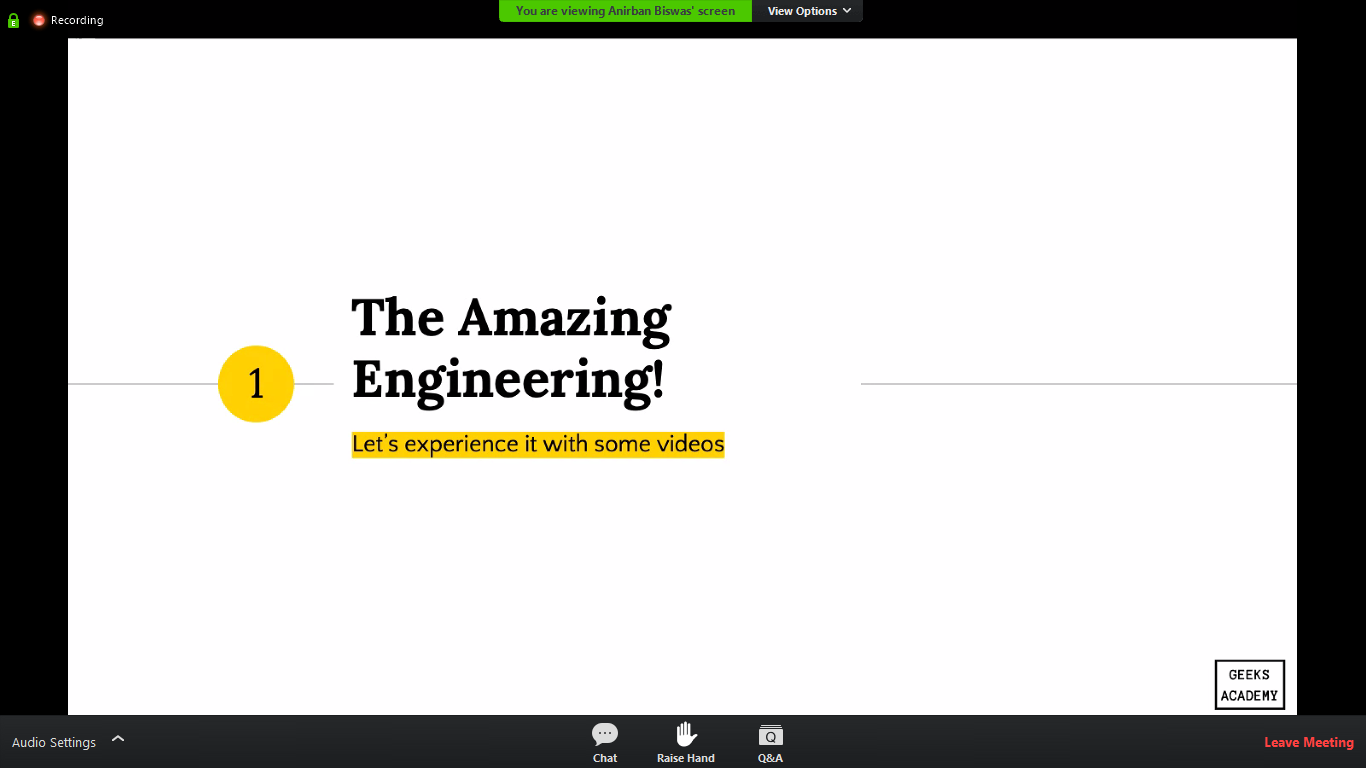 Recording
You are viewing Anirban Biswas' screen
View Options
1
The Amazing
Engineering!
Let's experience it with some videos
GEEKS
ACADEMY
Audio Settings
Chat
Raise Hand
Q
Q&A
Leave Meeting